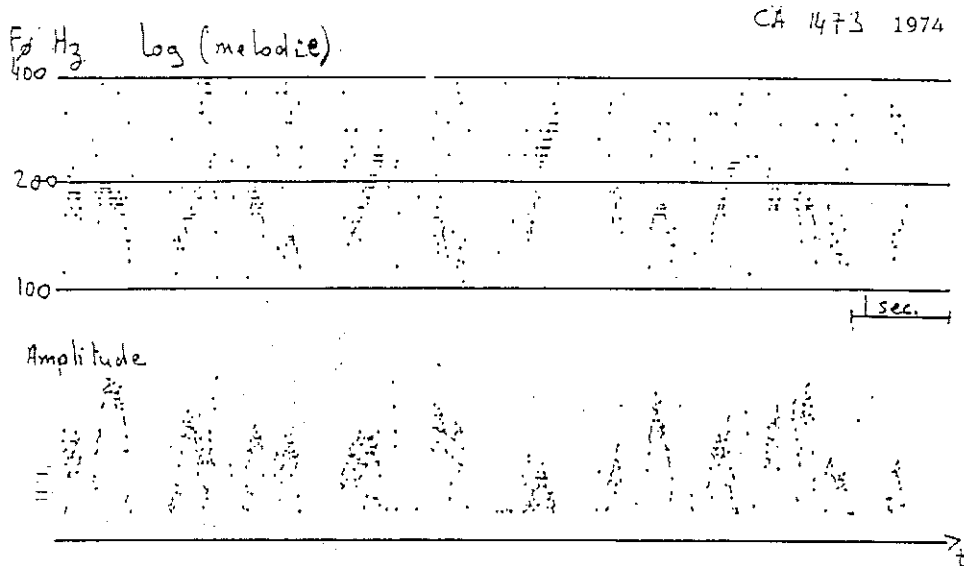 CA 1473 1974
Fø Hz log (melodie)
400
200
100
1 sec.
Amplitude
t